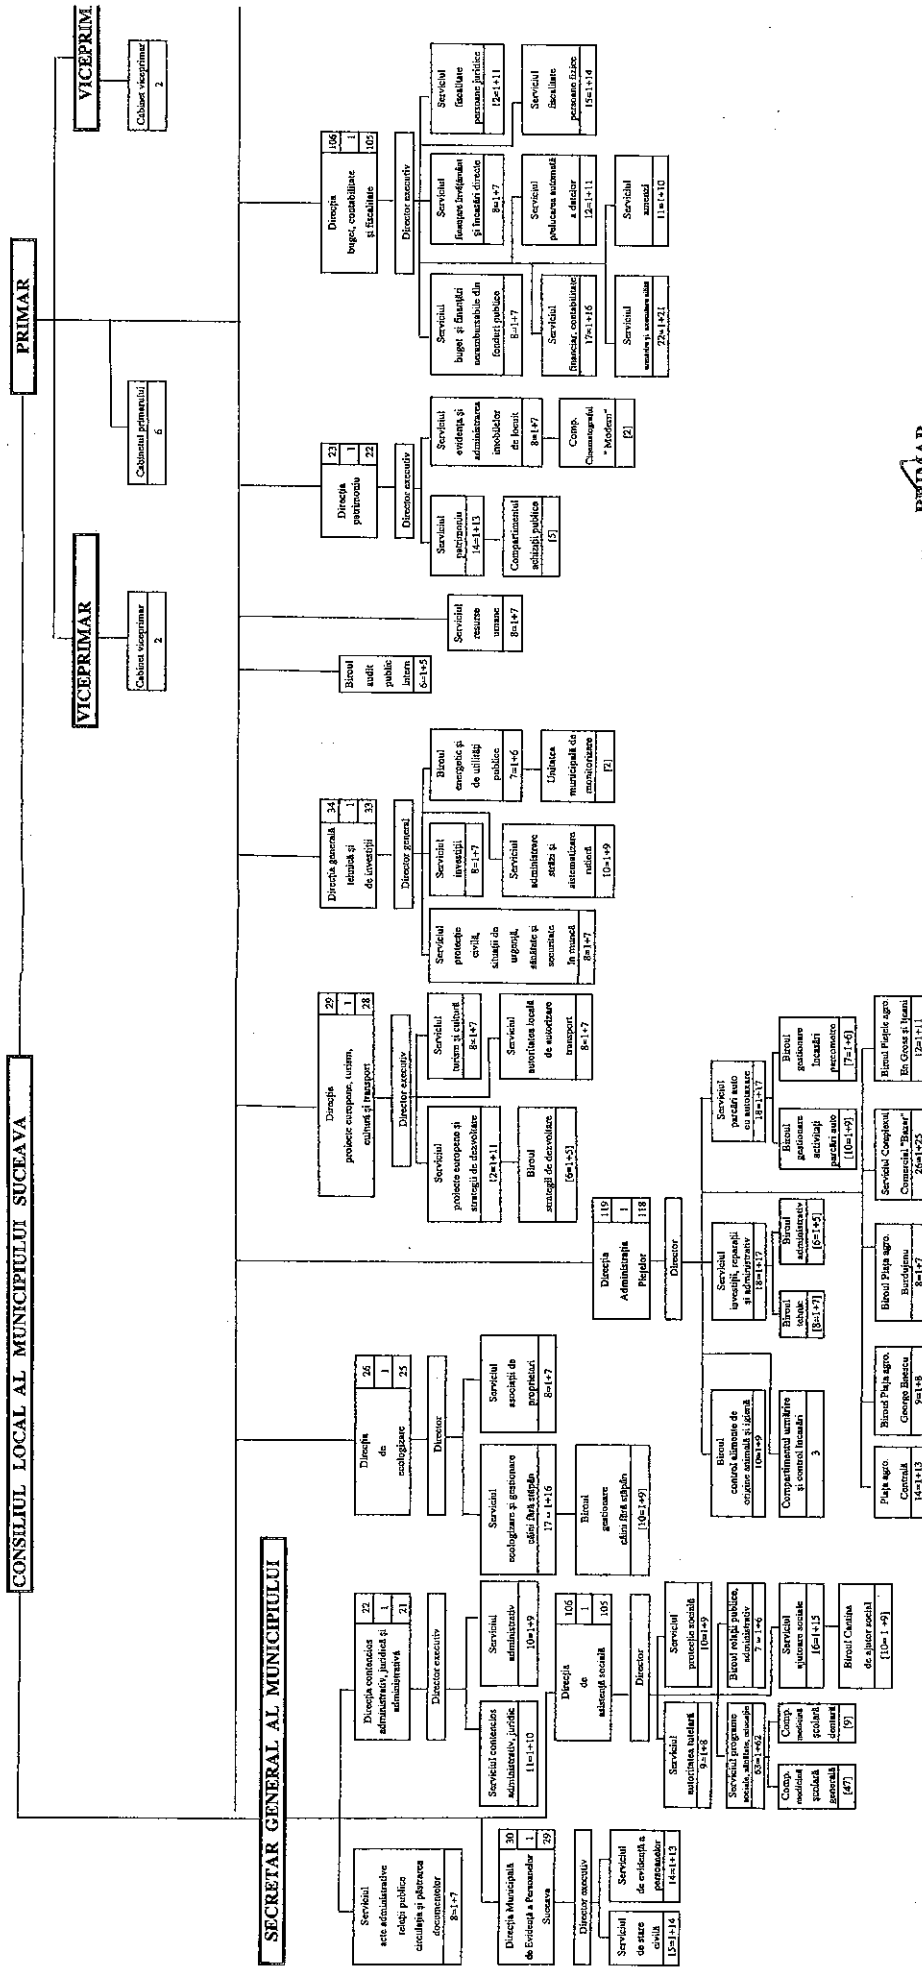 CONSILIUL LOCAL AL MUNICIPIULUI SUCEAVA
PRIMAR
VICEPRIMAR
Cabinet viceprimar
2
Cabinetul primarului
6
VICEPRIM
Cabinet viceprimar
2
SECRETAR GENERAL AL MUNICIPIULUI
Serviciul
acte administrative
relații publice
circulația și păstrarea
documentelor
8=1+7
Direcția contencios
administrativ, juridică și
administrativă
22
1
21
Director executiv
Serviciul contencios
administrativ, juridic
11=1+10
Serviciul
administrativ
10=1+9
Direcția Municipală
de Evidență a Persoanelor
Suceava
30
1
29
Director executiv
Serviciul
de stare
civilă
15=1+14
Serviciul
de evidență a
persoanelor
14=1+13
Direcția
de
asistență socială
106
1
105
Director
Serviciul
autoritatea tutelară
9=1+8
Serviciul
protecție socială
10=1+9
Serviciul programe
sociale, sănătate, educație
63=1+62
Biroul relații publice,
administrativ
7=1+6
Comp.
medicină
școlară
generală
[47]
Comp.
medicină
școlară
dentară
[9]
Serviciul
ajutoare sociale
16=1+15
Biroul Cantina
de ajutor social
[10=1+9]
Direcția
de
ecologizare
26
1
25
Director
Serviciul
ecologizare și gestionare
câini fără stăpân
17=1+16
Serviciul
asociații de
proprietari
8=1+7
Biroul
gestionare
câini fără stăpân
[10=1+9]
Direcția
Administrația
Piețelor
119
1
118
Director
Biroul
control alimente de
origine animală și igienă
10=1+9
Compartimentul urmărire
și control încasări
3
Serviciul
investiții, reparații
și administrativ
18=1+17
Biroul
tehnic
[8=1+7]
Biroul
administrativ
[6=1+5]
Serviciul
parcări auto
cu autotaxare
18=1+17
Biroul
gestionare
activități
parcări auto
[10=1+9]
Biroul
gestionare
încasări
parcometre
[7=1+6]
Piața agro.
Centrală
14=1+13
Biroul Piața agro.
George Enescu
9=1+8
Biroul Piața agro.
Burdujenu
8=1+7
Serviciul Complexul
Comercial "Bazar"
26=1+25
Biroul Piețele agro.
En Gross și Ițcani
12=1+11
Direcția
proiecte europene, turism,
cultură și transport
29
1
28
Director executiv
Serviciul
proiecte europene și
strategii de dezvoltare
12=1+11
Serviciul
turism și cultură
8=1+7
Biroul
strategii de dezvoltare
[6=1+5]
Serviciul
autoritatea locală
de autorizare
transport
8=1+7
Direcția generală
tehnică și
de investiții
34
1
33
Director general
Serviciul
protecție
civilă,
situații de
urgență,
sănătate și
securitate
în muncă
8=1+7
Serviciul
investiții
8=1+7
Biroul
energetic și
de utilități
publice
7=1+6
Serviciul
administrare
străzi și
sistematizare
rutieră
10=1+9
Unitatea
municipală de
monitorizare
[2]
Biroul
audit
public
intern
6=1+5
Serviciul
resurse
umane
8=1+7
Direcția
patrimoniu
23
1
22
Director executiv
Serviciul
patrimoniu
14=1+13
Compartimentul
achiziții publice
[5]
Serviciul
evidența și
administrarea
imobilelor
de locuit
8=1+7
Comp.
Cinematograful
"Modern"
[2]
Direcția
buget, contabilitate
și fiscalitate
106
1
105
Director executiv
Serviciul
buget și finanțări
nerambursabile din
fonduri publice
8=1+7
Serviciul
finanțare învățământ
și încasări directe
8=1+7
Serviciul
fiscalitate
persoane juridice
12=1+11
Serviciul
financiar, contabilitate
17=1+16
Serviciul
prelucarea automată
a datelor
12=1+11
Serviciul
fiscalitate
persoane fizice
15=1+14
Serviciul
urmărire și executare silită
22=1+21
Serviciul
amenzi
11=1+10
PRIMAR